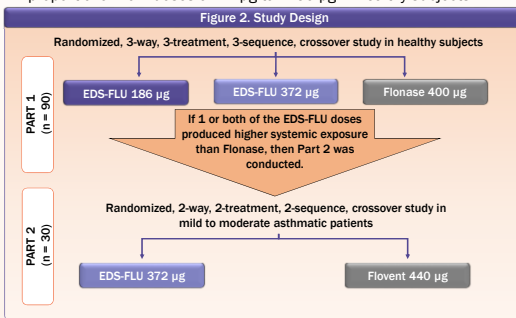 Figure 2. Study Design
Randomized, 3-way, 3-treatment, 3-sequence, crossover study in healthy subjects
PART 1
(n = 90)
EDS-FLU 186 µg
EDS-FLU 372 µg
Flonase 400 µg
If 1 or both of the EDS-FLU doses
produced higher systemic exposure
than Flonase, then Part 2 was
conducted.
Randomized, 2-way, 2-treatment, 2-sequence, crossover study in
mild to moderate asthmatic patients
PART 2
(n = 30)
EDS-FLU 372 µg
Flovent 440 µg